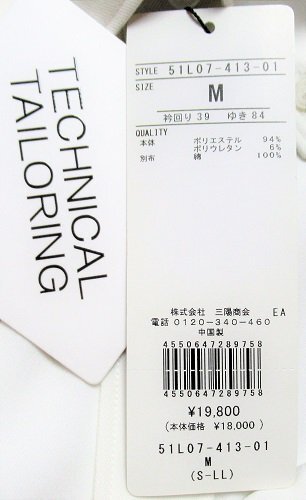 TECHNICAL
TAILORING
STYLE 51L07-413-01
SIZE
M
衿回り 39 ゆき 84
QUALITY
本体 ポリエステル 94%
ポリウレタン 6%
別布 綿 100%
株式会社 三陽商会 EA
電話 0120-340-460
中国製
4550647289758
4550647289758
¥19,800
(本体価格 ¥18,000)
51L07-413-01
M
(S-LL)